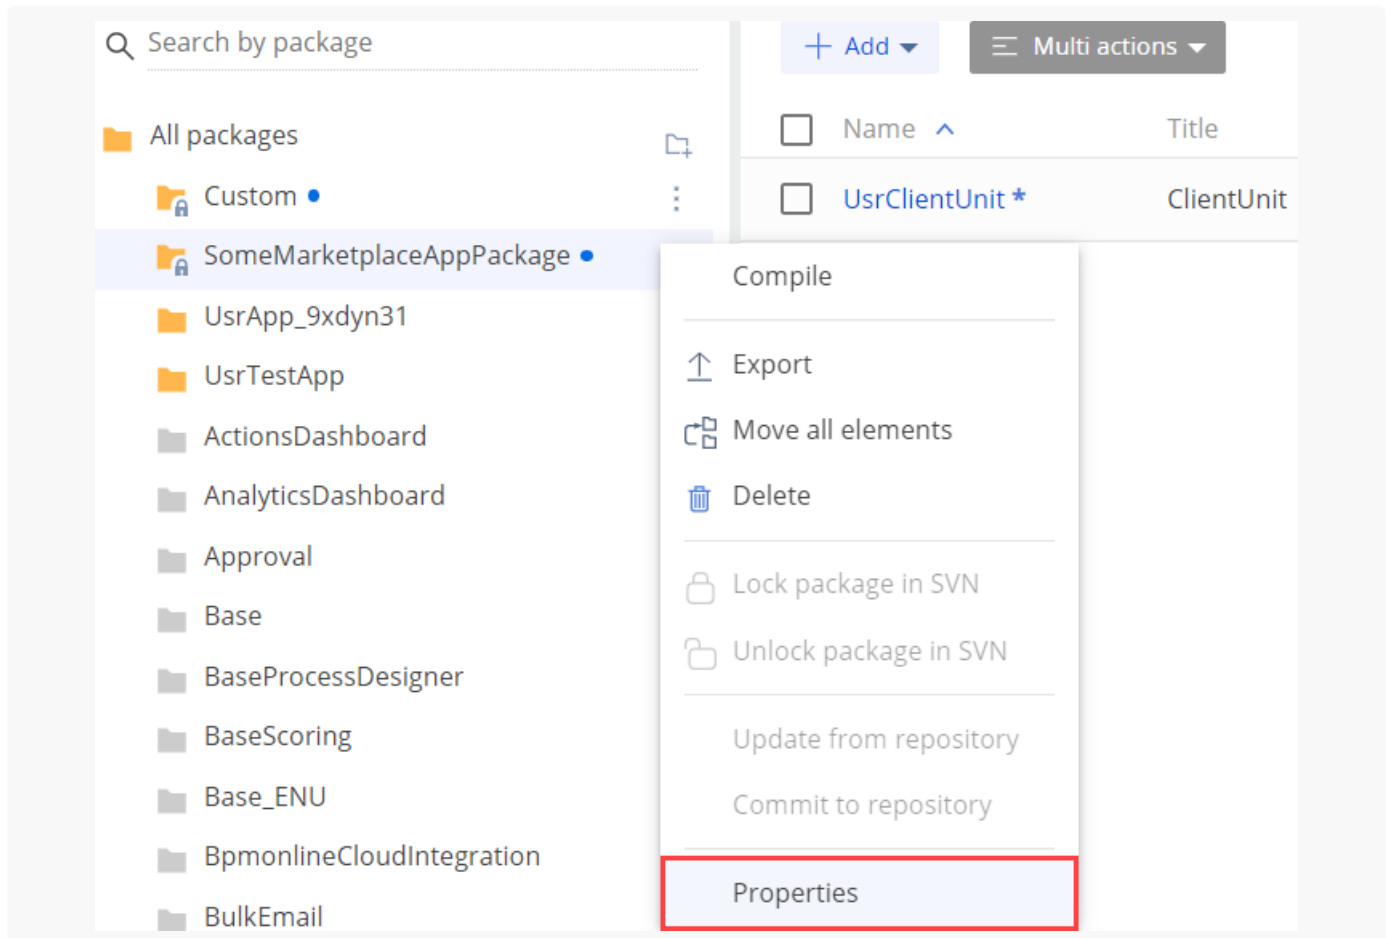 Search by package
All packages
Custom
SomeMarketplaceAppPackage
UsrApp_9xdyn31
UsrTestApp
ActionsDashboard
AnalyticsDashboard
Approval
Base
BaseProcessDesigner
BaseScoring
Base_ENU
BpmonlineCloudIntegration
BulkEmail
Add
Multi actions
Name
Title
UsrClientUnit *
ClientUnit
Compile
Export
Move all elements
Delete
Lock package in SVN
Unlock package in SVN
Update from repository
Commit to repository
Properties